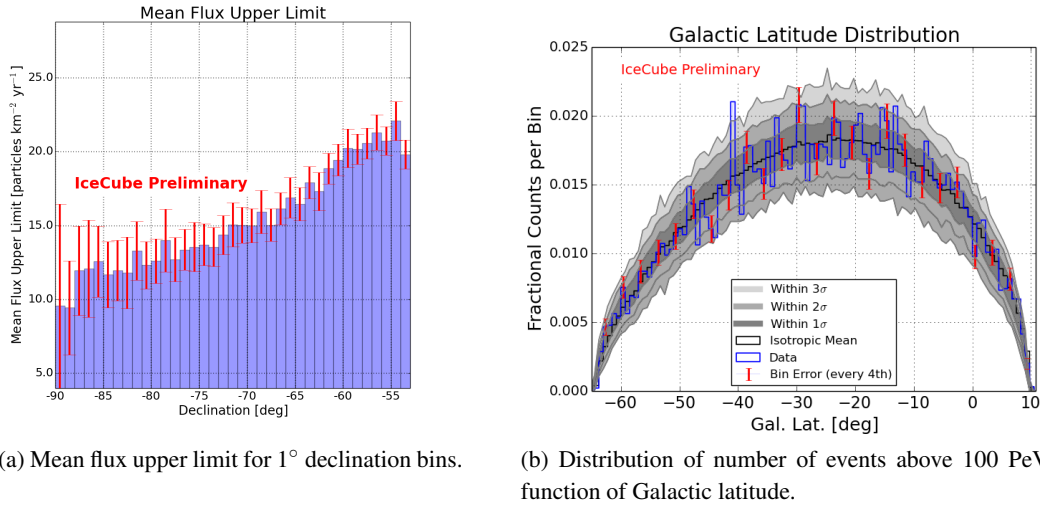 Mean Flux Upper Limit
Mean Flux Upper Limit [particles km⁻² yr⁻¹]
25.0
20.0
15.0
10.0
5.0
IceCube Preliminary
-90 -85 -80 -75 -70 -65 -60 -55
Declination [deg]
(a) Mean flux upper limit for 1° declination bins.
Galactic Latitude Distribution
Fractional Counts per Bin
0.025
0.020
0.015
0.010
0.005
0.000
IceCube Preliminary
Within 3σ
Within 2σ
Within 1σ
Isotropic Mean
Data
Bin Error (every 4th)
−60 −50 −40 −30 −20 −10 0 10
Gal. Lat. [deg]
(b) Distribution of number of events above 100 PeV
function of Galactic latitude.